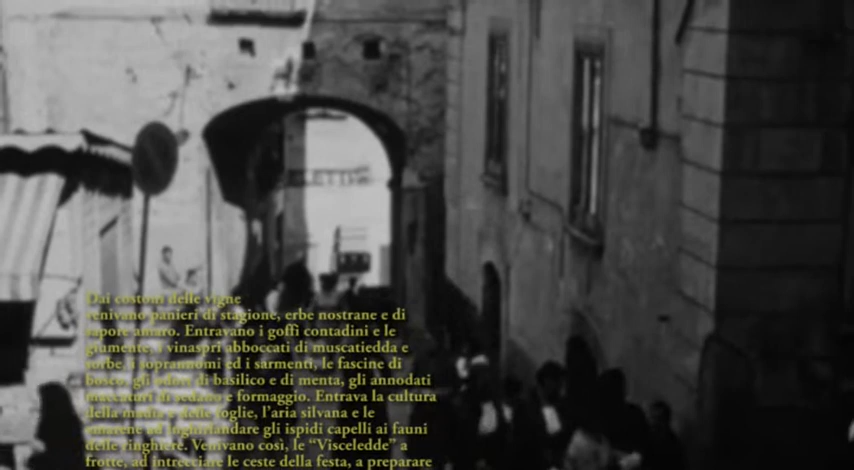 ELETTR
Dai costoni delle vigne
venivano panieri di stagione, erbe nostrane e di
sapore amaro. Entravano i goffi contadini e le
giumente, i vinaspri abboccati di muscatiedda e
sorbe, i soprannomi ed i sarmenti, le fascine di
bosco, gli odori di basilico e di menta, gli annodati
maccaturi di sedano e formaggio. Entrava la cultura
della madia e delle foglie, l'aria silvana e le
amarene ad inghirlandare gli ispidi capelli ai fauni
delle ringhiere. Venivano così, le “Visceledde” a
frotte, ad intrecciare le ceste della festa, a preparare